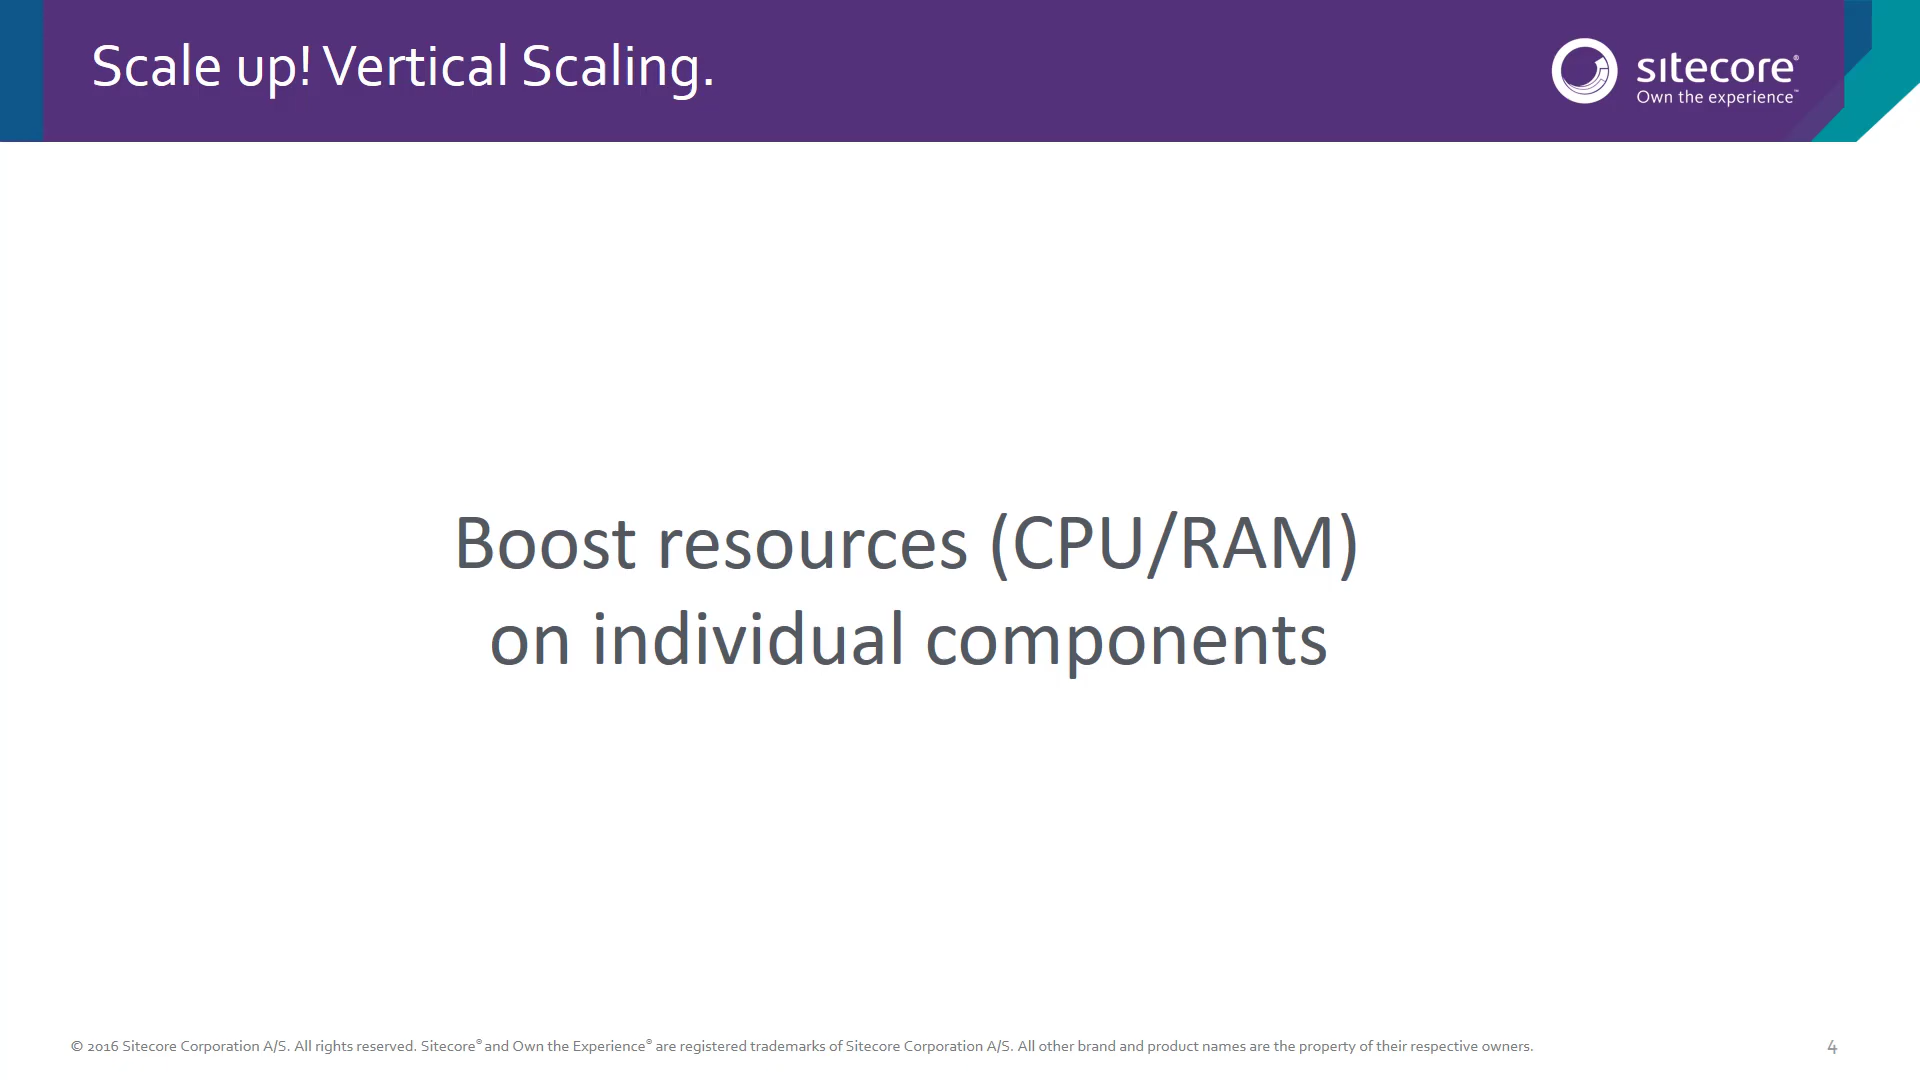 Scale up! Vertical Scaling.
sitecore®
Own the experience™
Boost resources (CPU/RAM)
on individual components
© 2016 Sitecore Corporation A/S. All rights reserved. Sitecore® and Own the Experience® are registered trademarks of Sitecore Corporation A/S. All other brand and product names are the property of their respective owners.
4